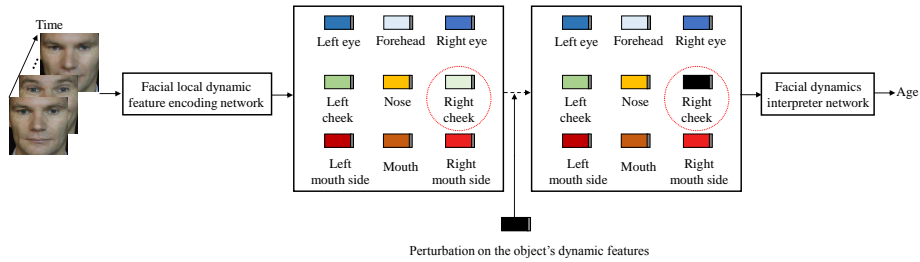 Time
Facial local dynamic
feature encoding network
Left eye
Forehead
Right eye
Left
cheek
Nose
Right
cheek
Left
mouth side
Mouth
Right
mouth side
Left eye
Forehead
Right eye
Left
cheek
Nose
Right
cheek
Left
mouth side
Mouth
Right
mouth side
Facial dynamics
interpreter network
Age
Perturbation on the object's dynamic features